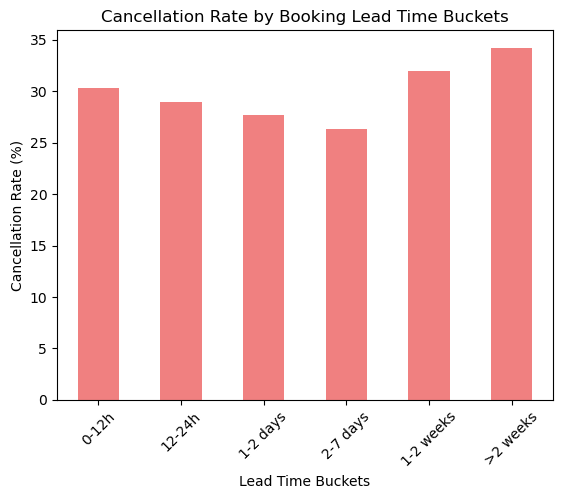 Cancellation Rate by Booking Lead Time Buckets
Cancellation Rate (%)
35
30
25
20
15
10
5
0
0-12h
12-24h
1-2 days
2-7 days
1-2 weeks
>2 weeks
Lead Time Buckets